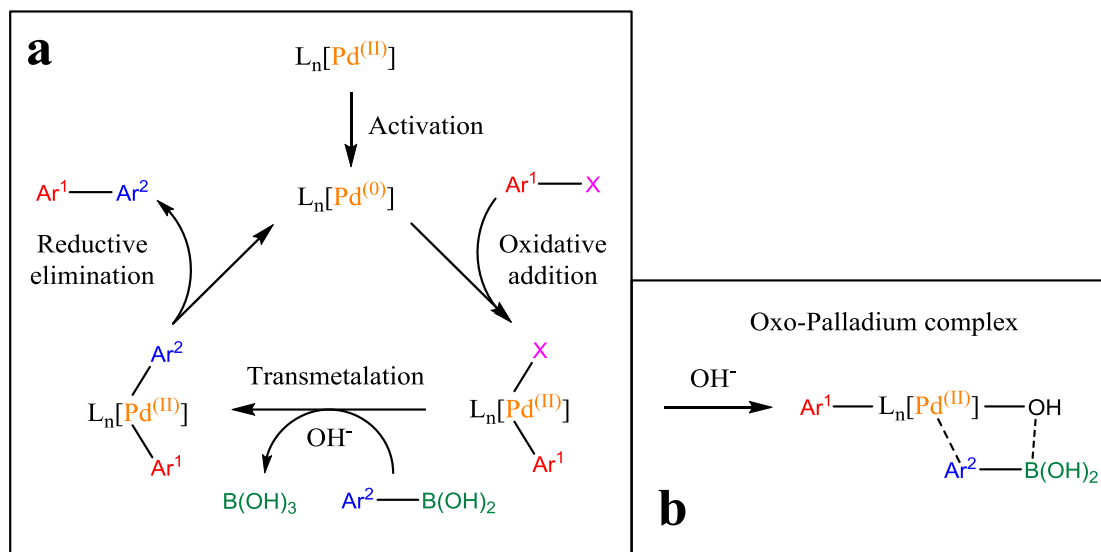 a
Lₙ[Pd⁽ᴵᴵ⁾]
Activation
Ar¹—Ar²
Lₙ[Pd⁽⁰⁾]
Ar¹—X
Reductive
elimination
Oxidative
addition
Ar²
Lₙ[Pd⁽ᴵᴵ⁾]
Ar¹
Transmetalation
OH⁻
B(OH)₃
Ar²—B(OH)₂
X
Lₙ[Pd⁽ᴵᴵ⁾]
Ar¹
Oxo-Palladium complex
OH⁻
Ar¹—Lₙ[Pd⁽ᴵᴵ⁾]—OH
Ar²—B(OH)₂
b